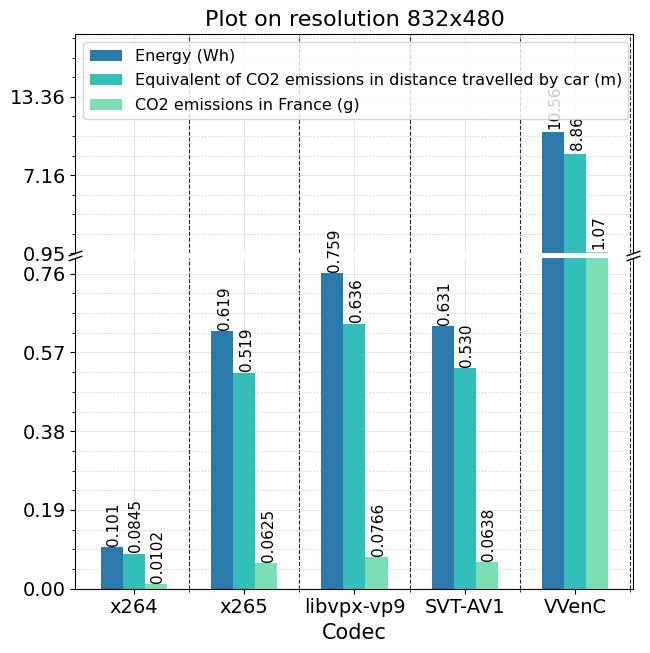 Plot on resolution 832x480
Energy (Wh)
Equivalent of CO2 emissions in distance travelled by car (m)
CO2 emissions in France (g)
13.36
7.16
0.95
0.76
0.57
0.38
0.19
0.00
0.101
0.0845
0.0102
0.619
0.519
0.0625
0.759
0.636
0.0766
0.631
0.530
0.0638
10.56
8.86
1.07
x264
x265
libvpx-vp9
SVT-AV1
VVenC
Codec